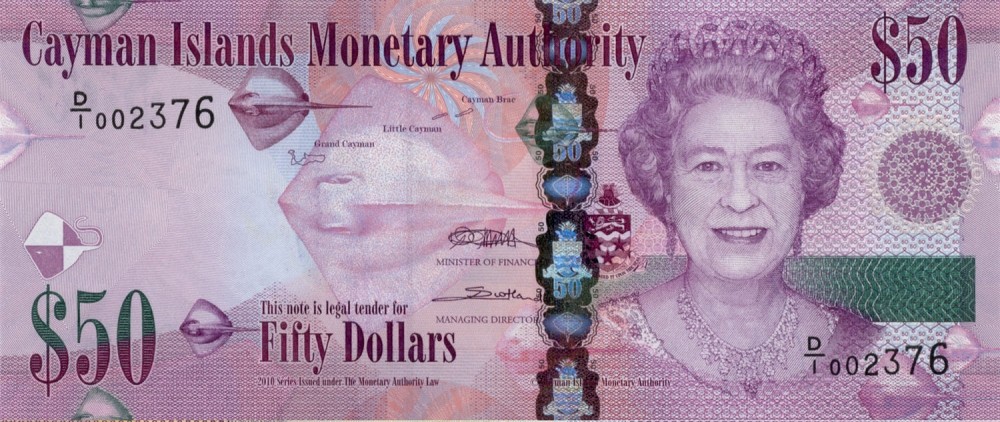 Cayman Islands Monetary Authority
$50
D/1 002376
Cayman Brac
Little Cayman
Grand Cayman
50
50
50
MINISTER OF FINANCE
MANAGING DIRECTOR
$50
This note is legal tender for
Fifty Dollars
2010 Series Issued under The Monetary Authority Law
Monetary Authority
D/1 002376